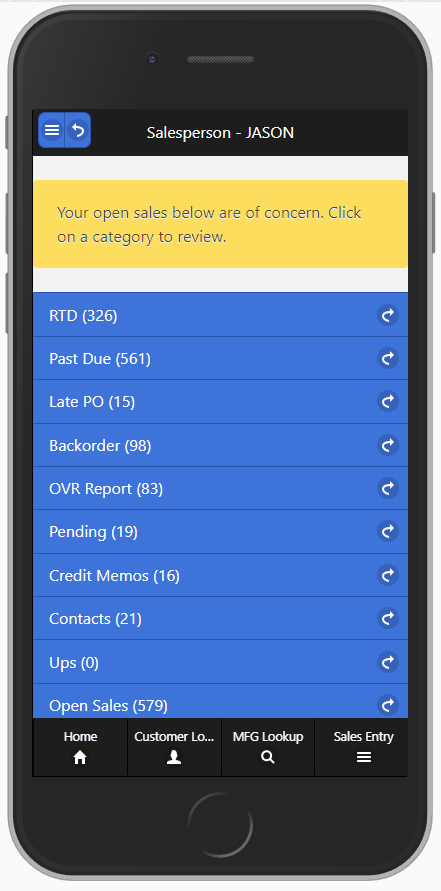 Salesperson - JASON
Your open sales below are of concern. Click
on a category to review.
RTD (326)
Past Due (561)
Late PO (15)
Backorder (98)
OVR Report (83)
Pending (19)
Credit Memos (16)
Contacts (21)
Ups (0)
Open Sales (579)
Home
Customer Lo...
MFG Lookup
Sales Entry